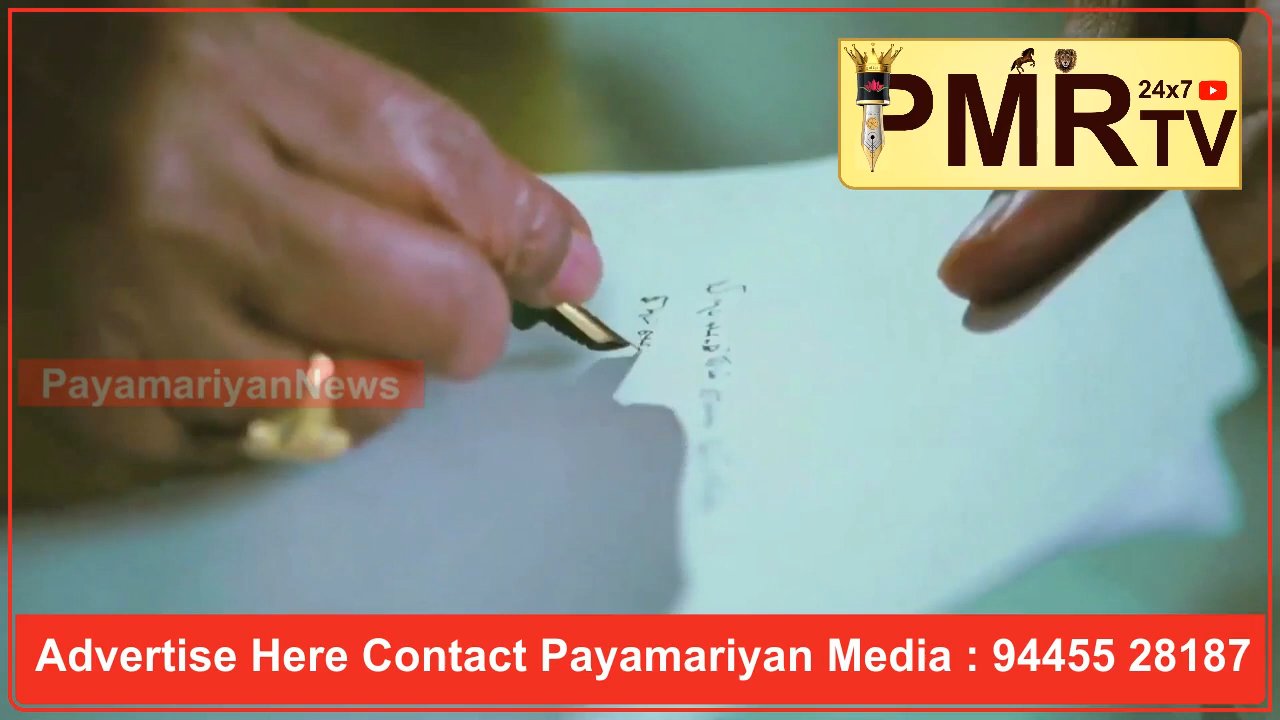 PMR TV
24x7
PayamariyanNews
Advertise Here Contact Payamariyan Media : 94455 28187